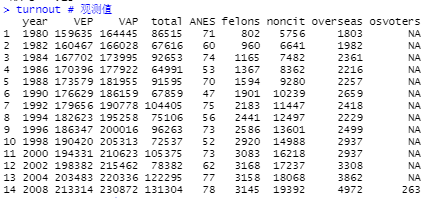 > turnout # 观测值
year VEP VAP total ANES felons noncit overseas osvoters
1 1980 159635 164445 86515 71 802 5756 1803 NA
2 1982 160467 166028 67616 60 960 6641 1982 NA
3 1984 167702 173995 92653 74 1165 7482 2361 NA
4 1986 170396 177922 64991 53 1367 8362 2216 NA
5 1988 173579 181955 91595 70 1594 9280 2257 NA
6 1990 176629 186159 67859 47 1901 10239 2659 NA
7 1992 179656 190778 104405 75 2183 11447 2418 NA
8 1994 182623 195258 75106 56 2441 12497 2229 NA
9 1996 186347 200016 96263 73 2586 13601 2499 NA
10 1998 190420 205313 72537 52 2920 14988 2937 NA
11 2000 194331 210623 105375 73 3083 16218 2937 NA
12 2002 198382 215462 78382 62 3168 17237 3308 NA
13 2004 203483 220336 122295 77 3158 18068 3862 NA
14 2008 213314 230872 131304 78 3145 19392 4972 263